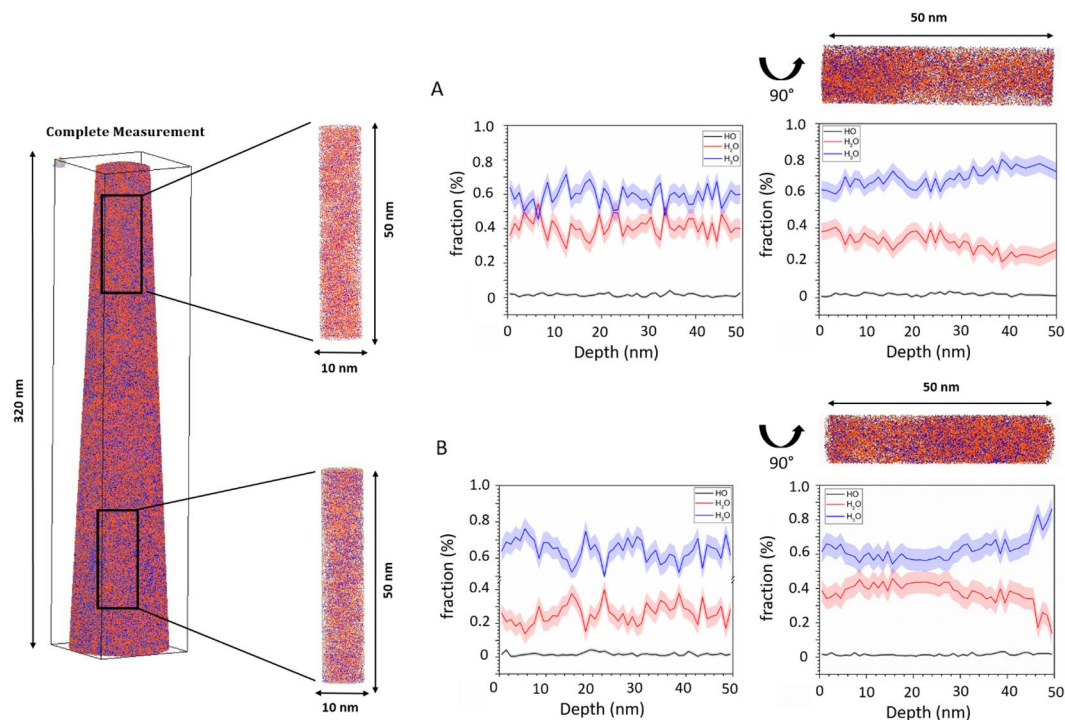 Complete Measurement
320 nm
50 nm
10 nm
50 nm
10 nm
A
fraction (%)
1.0
0.8
0.6
0.4
0.2
0
HO
H₂O
H₃O
0 10 20 30 40 50
Depth (nm)
50 nm
90°
fraction (%)
1.0
0.8
0.6
0.4
0.2
0
HO
H₂O
H₃O
0 10 20 30 40 50
Depth (nm)
B
fraction (%)
1.0
0.8
0.6
0.4
0.2
0
HO
H₂O
H₃O
0 10 20 30 40 50
Depth (nm)
50 nm
90°
fraction (%)
1.0
0.8
0.6
0.4
0.2
0
HO
H₂O
H₃O
0 10 20 30 40 50
Depth (nm)